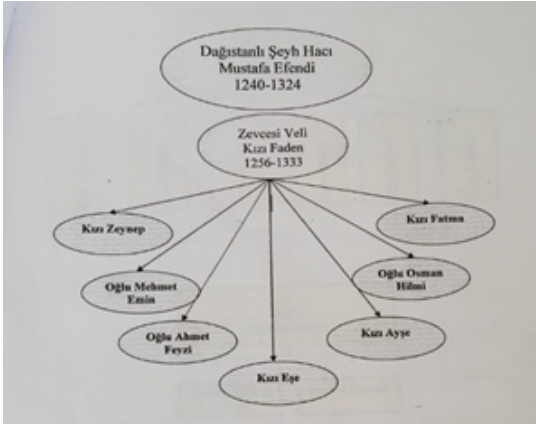 Dağıstanlı Şeyh Hacı
Mustafa Efendi
1240-1324
Zevcesi Veli
Kızı Faden
1256-1333
Kızı Zeynep
Kızı Fatma
Oğlu Mehmet
Emin
Oğlu Osman
Hilmi
Oğlu Ahmet
Feyzi
Kızı Ayşe
Kızı Eşe